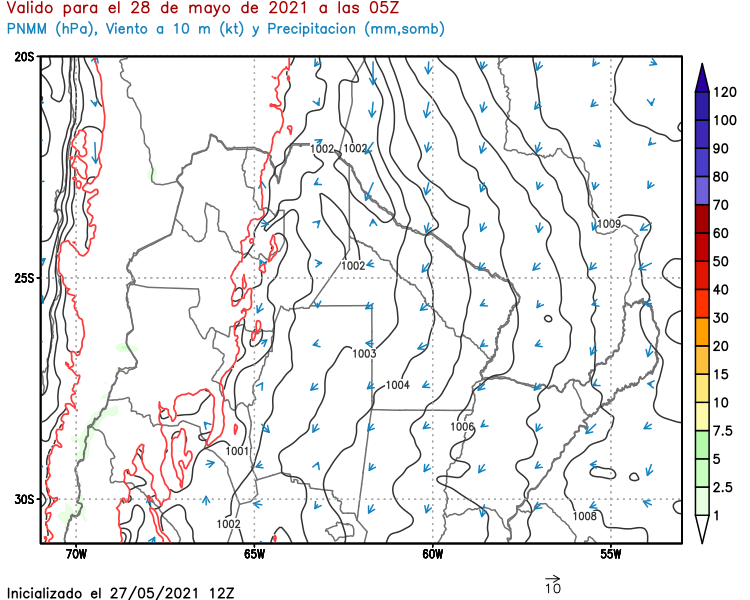 Valido para el 28 de mayo de 2021 a las 05Z
PNMM (hPa), Viento a 10 m (kt) y Precipitacion (mm,somb)
20S
25S
30S
70W
65W
60W
55W
1002
1002
1009
1002
1003
1004
1006
1001
1002
1008
120
100
90
80
70
60
50
40
30
20
15
10
7.5
5
2.5
1
10
Inicializado el 27/05/2021 12Z